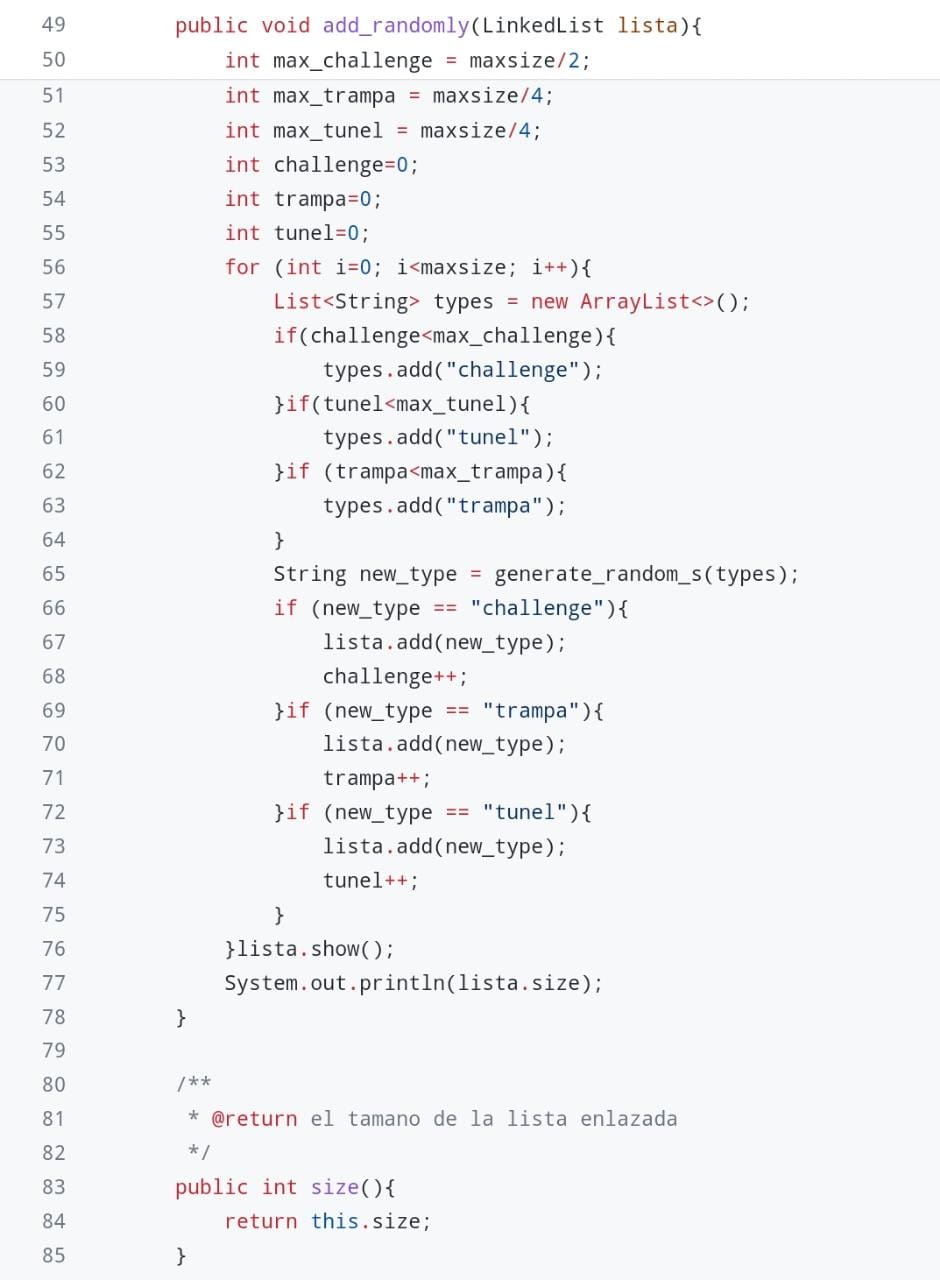 49 public void add_randomly(LinkedList lista){
50 int max_challenge = maxsize/2;
51 int max_trampa = maxsize/4;
52 int max_tunel = maxsize/4;
53 int challenge=0;
54 int trampa=0;
55 int tunel=0;
56 for (int i=0; i<maxsize; i++){
57 List<String> types = new ArrayList<>();
58 if(challenge<max_challenge){
59 types.add("challenge");
60 }if(tunel<max_tunel){
61 types.add("tunel");
62 }if (trampa<max_trampa){
63 types.add("trampa");
64 }
65 String new_type = generate_random_s(types);
66 if (new_type == "challenge"){
67 lista.add(new_type);
68 challenge++;
69 }if (new_type == "trampa"){
70 lista.add(new_type);
71 trampa++;
72 }if (new_type == "tunel"){
73 lista.add(new_type);
74 tunel++;
75 }
76 }lista.show();
77 System.out.println(lista.size);
78 }
79
80 /**
81 * @return el tamano de la lista enlazada
82 */
83 public int size(){
84 return this.size;
85 }